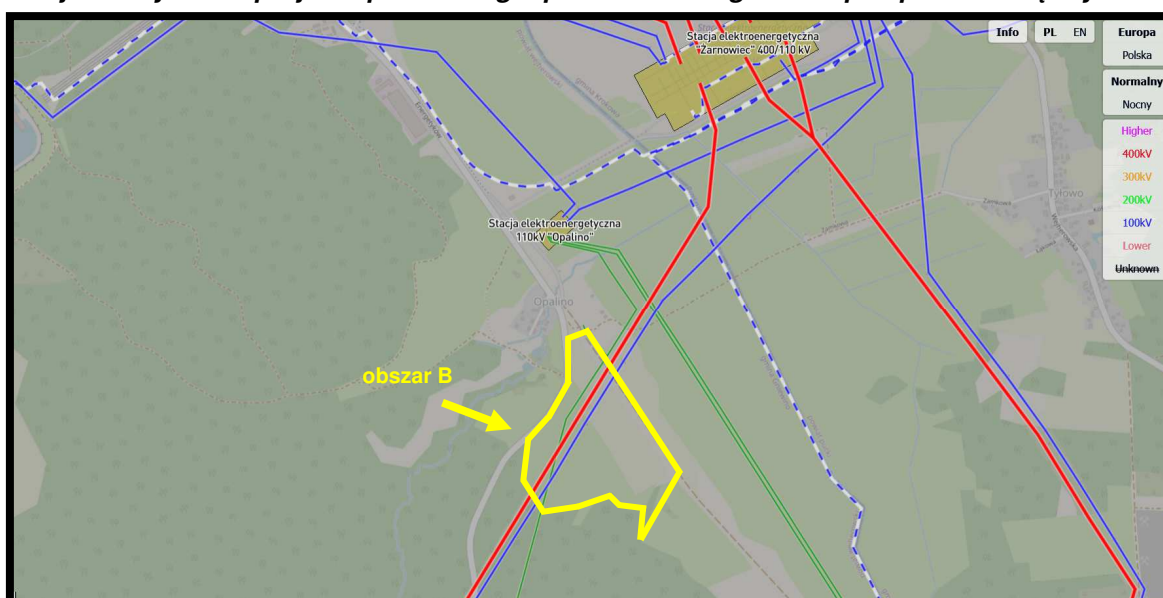 Stacja elektroenergetyczna
"Żarnowiec" 400/110 kV
Info
PL EN
Europa
Polska
Normalny
Nocny
Higher
400kV
300kV
200kV
100kV
Lower
Unknown
Tyłowo
Stacja elektroenergetyczna
110kV "Opalino"
Opalino
obszar B